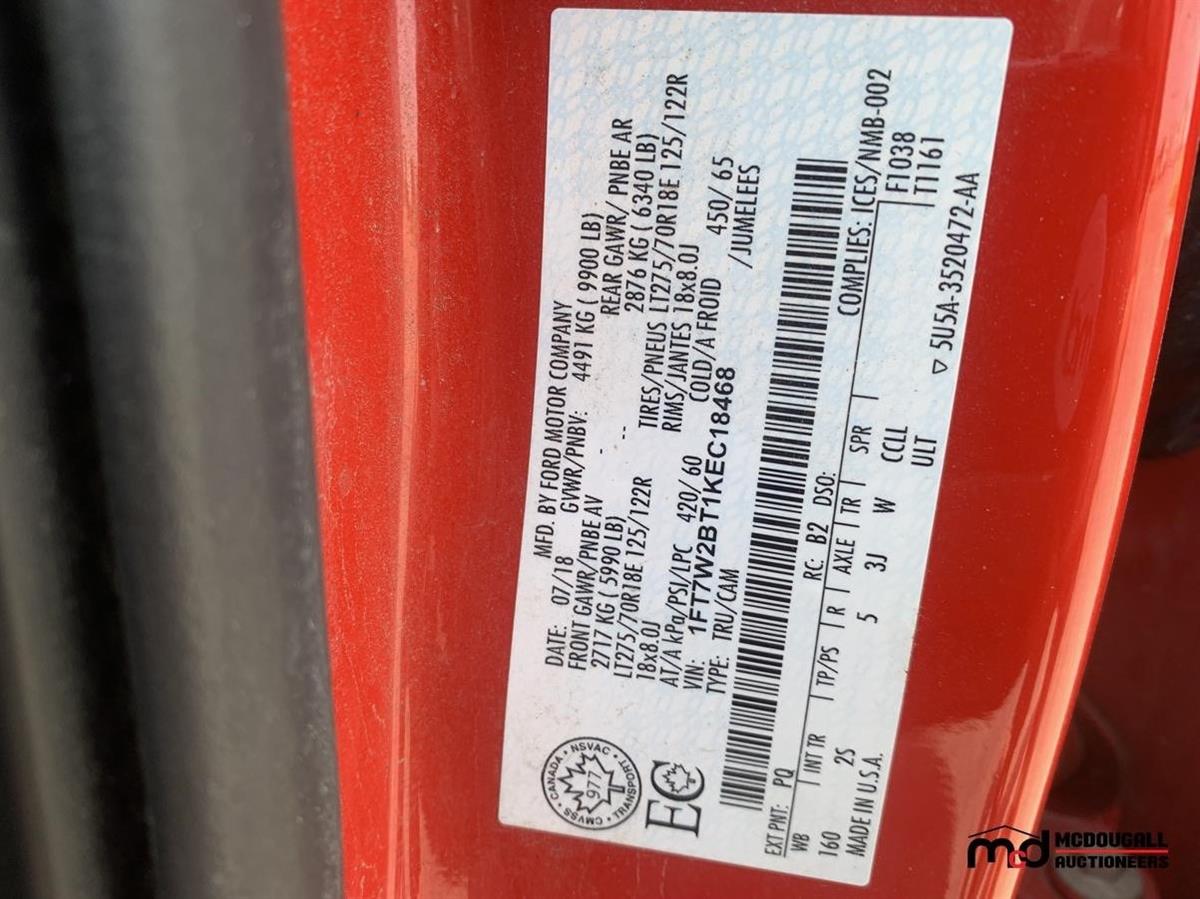 MFD. BY FORD MOTOR COMPANY
DATE: 07/18 GVWR/PNBV: 4491 KG ( 9900 LB)
FRONT GAWR/PNBE AV REAR GAWR/ PNBE AR
2717 KG ( 5990 LB) - -- 2876 KG ( 6340 LB)
LT275/70R18E 125/122R TIRES/PNEUS LT275/70R18E 125/122R
18x8.0J RIMS/JANTES 18x8.0J
AT/A kPa/PSI/LPC 420/ 60 COLD/A FROID 450/ 65
VIN: 1FT7W2BT1KEC18468 /JUMELEES
TYPE: TRU/CAM
CMVSS • CANADA • NSVAC • TRANSPORT •
977
EC
COMPLIES: ICES/NMB-002
EXT PNT: PQ RC: B2 DSO: F1038
WB | INT TR | TP/PS | R | AXLE | TR | SPR | T1161
160 2S 5 3J W CCLL
ULT
MADE IN U.S.A. ▽ 5U5A-3520472-AA
mcd MCDOUGALL
AUCTIONEERS